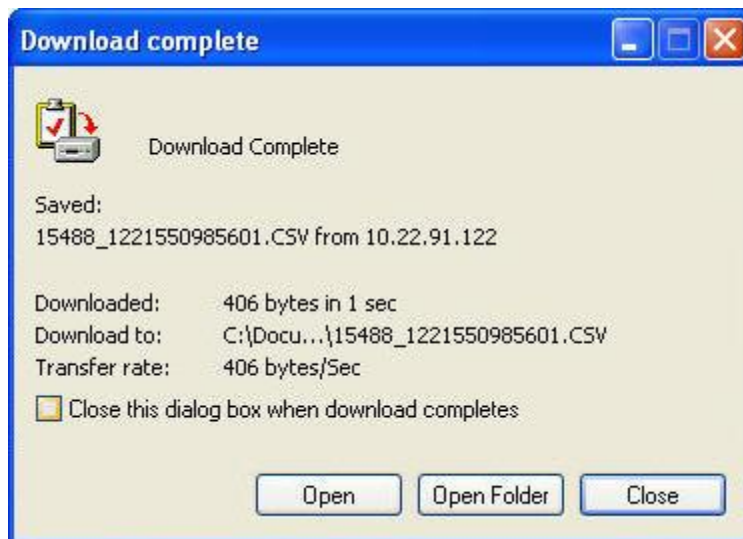 Download complete
Download Complete
Saved:
15488_1221550985601.CSV from 10.22.91.122
Downloaded: 406 bytes in 1 sec
Download to: C:\Docu...\15488_1221550985601.CSV
Transfer rate: 406 bytes/Sec
Close this dialog box when download completes
Open Open Folder Close